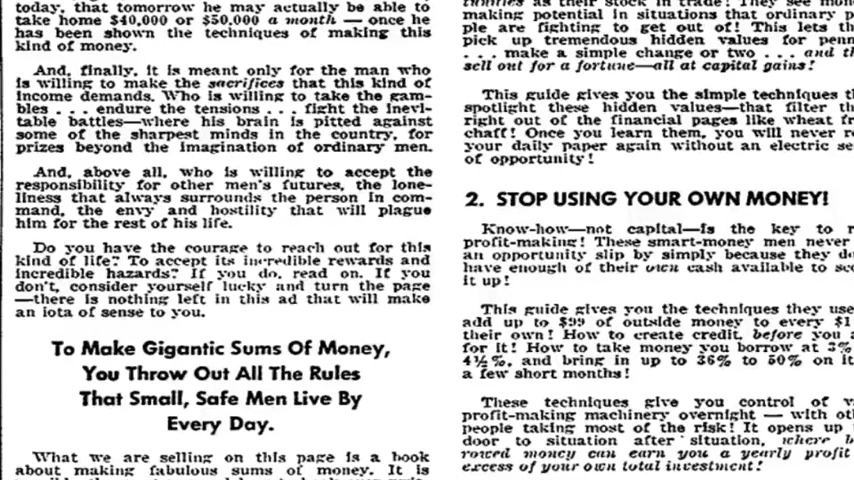 today, that tomorrow he may actually be able to
take home $40,000 or $50,000 a month — once he
has been shown the techniques of making this
kind of money.
And, finally, it is meant only for the man who
is willing to make the sacrifices that this kind of
income demands. Who is willing to take the gam-
bles . . . endure the tensions . . . fight the inevi-
table battles—where his brain is pitted against
some of the sharpest minds in the country, for
prizes beyond the imagination of ordinary men.
And, above all, who is willing to accept the
responsibility for other men's futures, the lone-
liness that always surrounds the person in com-
mand, the envy and hostility that will plague
him for the rest of his life.
Do you have the courage to reach out for this
kind of life? To accept its incredible rewards and
incredible hazards? If you do, read on. If you
don't, consider yourself lucky and turn the page
—there is nothing left in this ad that will make
an iota of sense to you.
To Make Gigantic Sums Of Money,
You Throw Out All The Rules
That Small, Safe Men Live By
Every Day.
What we are selling on this page is a book
about making fabulous sums of money. It is
as their stock in trade! They see
making potential in situations that ordinary
ple are fighting to get out of! This lets
pick up tremendous hidden values for
. . . make a simple change or two . . . and
sell out for a fortune—all at capital gains!
This guide gives you the simple techniques
spotlight these hidden values—that filter
right out of the financial pages like wheat
chaff! Once you learn them, you will never
your daily paper again without an electric
of opportunity!
2. STOP USING YOUR OWN MONEY!
Know-how—not capital—is the key to
profit-making! These smart-money men never
an opportunity slip by simply because they
have enough of their own cash available to
it up!
This guide gives you the techniques they use
add up to $99 of outside money to every $1
their own! How to create credit, before you
for it! How to take money you borrow at 3%
4½%, and bring in up to 36% to 50% on it
a few short months!
These techniques give you control of
profit-making machinery overnight — with
people taking most of the risk! It opens up
door to situation after situation, where
rowed money can earn you a yearly profit
excess of your own total investment!